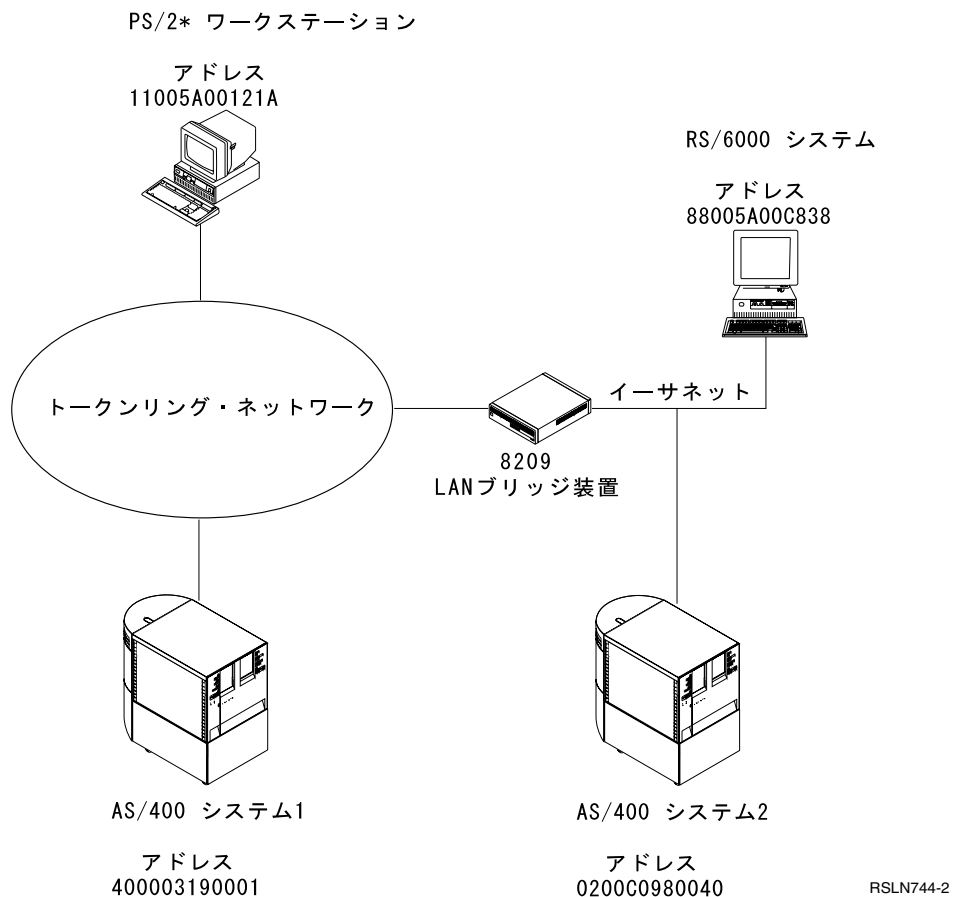 PS/2* ワークステーション
アドレス
11005A00121A
RS/6000 システム
アドレス
88005A00C838
トークンリング・ネットワーク
イーサネット
8209
LANブリッジ装置
AS/400 システム1
アドレス
400003190001
AS/400 システム2
アドレス
0200C0980040
RSLN744-2